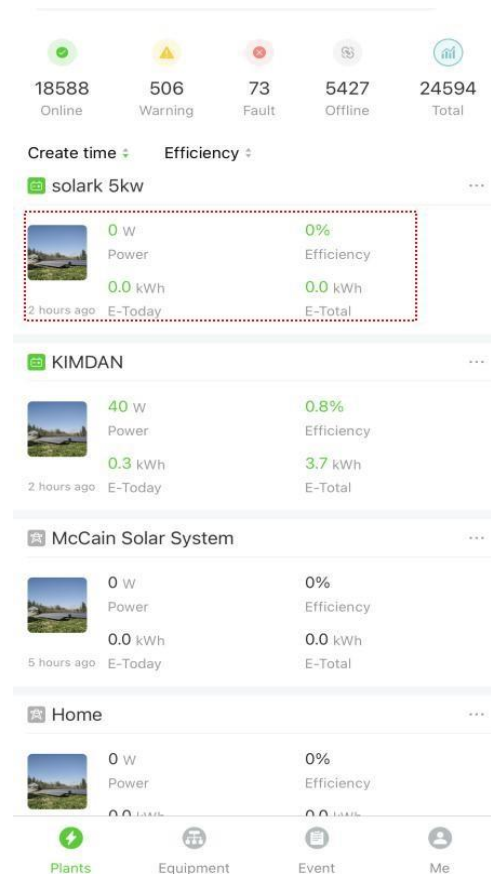 18588 506 73 5427 24594
Online Warning Fault Offline Total
Create time Efficiency
solark 5kw
0 W 0%
Power Efficiency
0.0 kWh 0.0 kWh
2 hours ago E-Today E-Total
KIMDAN
40 W 0.8%
Power Efficiency
0.3 kWh 3.7 kWh
2 hours ago E-Today E-Total
McCain Solar System
0 W 0%
Power Efficiency
0.0 kWh 0.0 kWh
5 hours ago E-Today E-Total
Home
0 W 0%
Power Efficiency
Plants Equipment Event Me